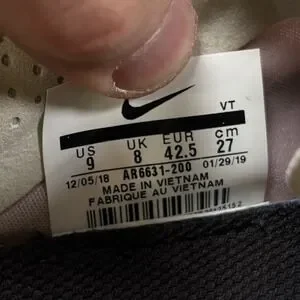 VT
US UK EUR cm
9 8 42.5 27
12/05/18 AR6631-200 01/29/19
MADE IN VIETNAM
FABRIQUE AU VIETNAM